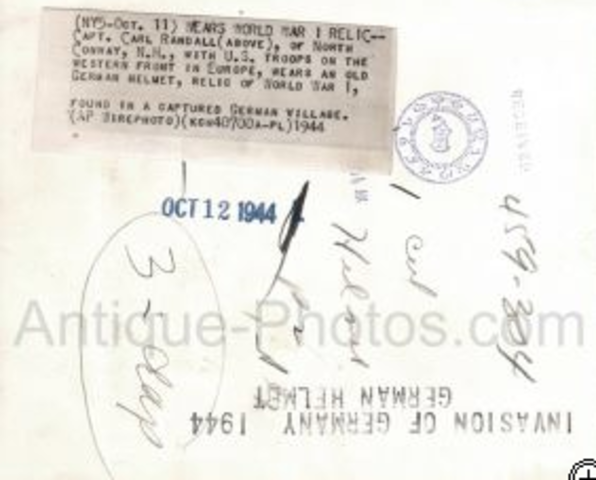 (NY5-OCT. 11) WEARS WORLD WAR I RELIC--
CAPT. CARL RANDALL(ABOVE), OF NORTH
CONWAY, N.H., WITH U.S. TROOPS ON THE
WESTERN FRONT IN EUROPE, WEARS AN OLD
GERMAN HELMET, RELIC OF WORLD WAR I,
FOUND IN A CAPTURED GERMAN VILLAGE.
(AP WIREPHOTO)(KGH40700A-PL)1944
OCT 12 1944
1 col
459-304
3-
Antique-Photos.com
GERMAN HELMET
INVASION OF GERMANY 1944